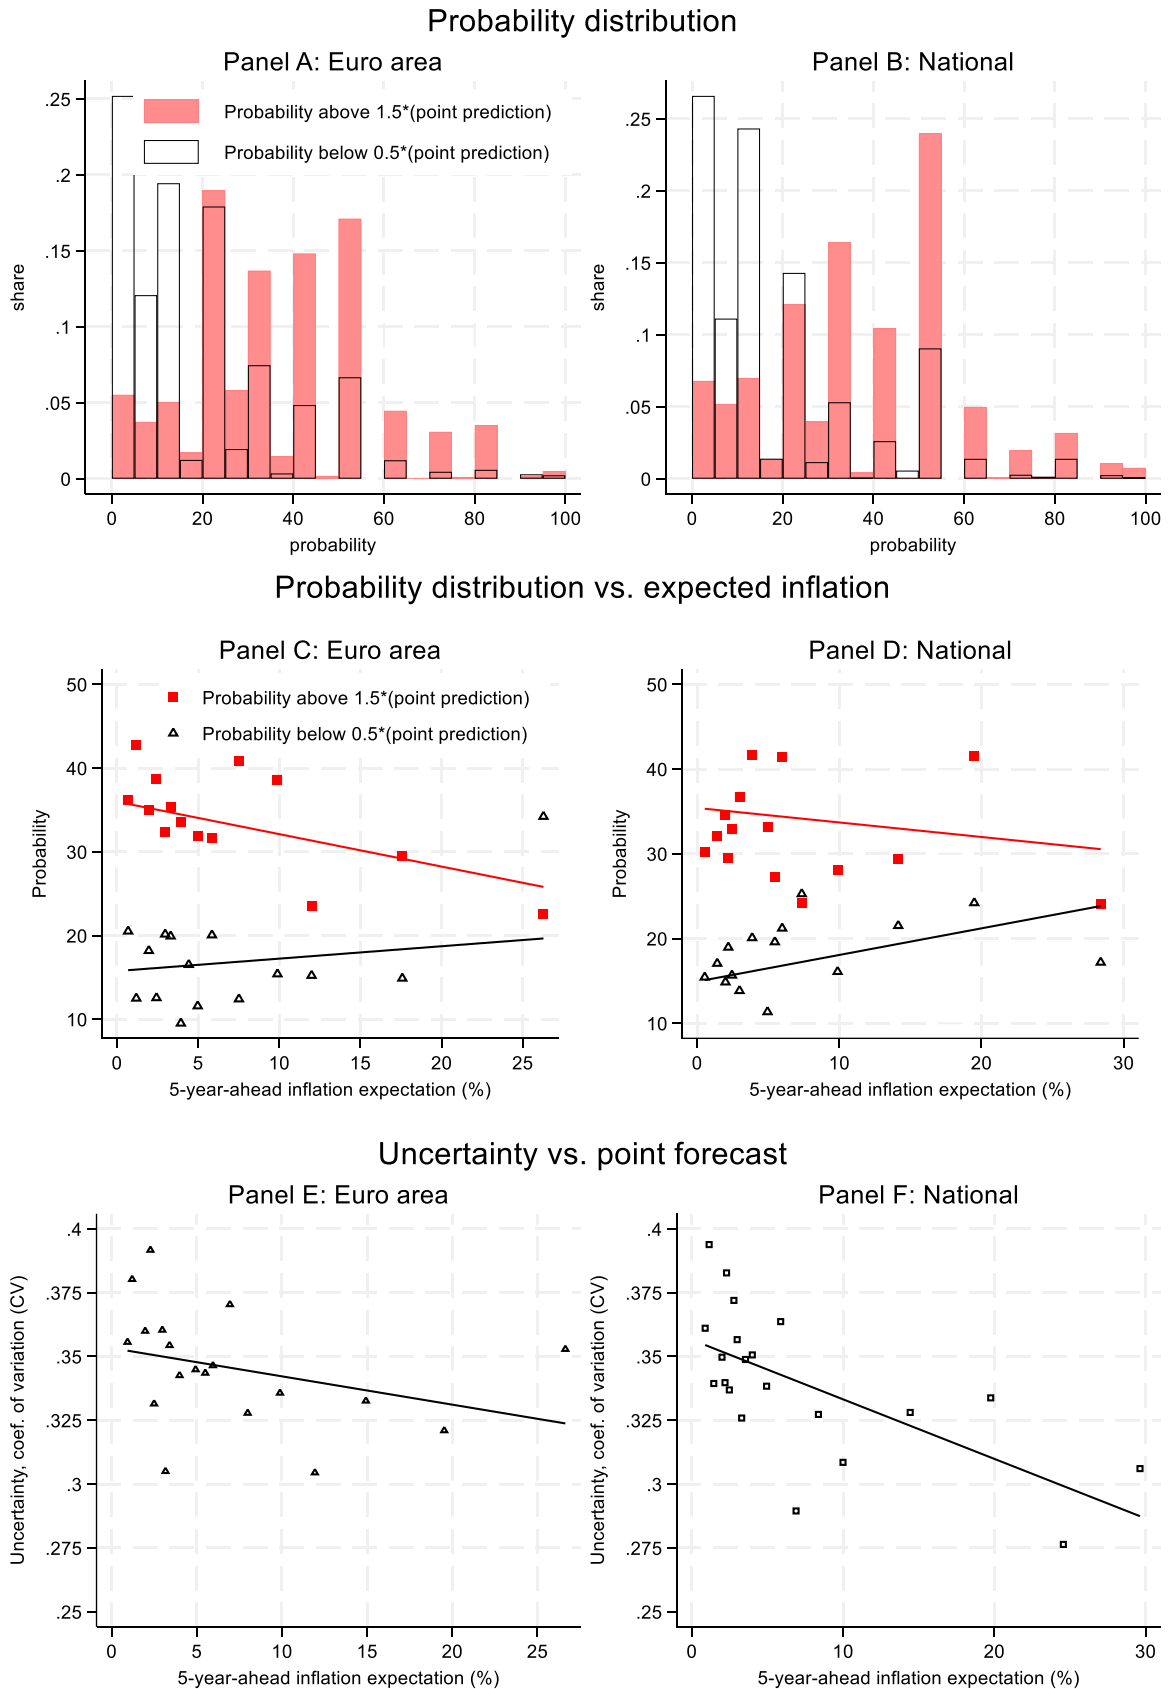 Probability distribution
Panel A: Euro area
Panel B: National
Probability above 1.5*(point prediction)
Probability below 0.5*(point prediction)
.25
.2
.15
.1
.05
0
share
0 20 40 60 80 100
probability
.25
.2
.15
.1
.05
0
share
0 20 40 60 80 100
probability
Probability distribution vs. expected inflation
Panel C: Euro area
Panel D: National
Probability above 1.5*(point prediction)
Probability below 0.5*(point prediction)
50
40
30
20
10
Probability
0 5 10 15 20 25
5-year-ahead inflation expectation (%)
50
40
30
20
10
Probability
0 10 20 30
5-year-ahead inflation expectation (%)
Uncertainty vs. point forecast
Panel E: Euro area
Panel F: National
.4
.375
.35
.325
.3
.275
.25
Uncertainty, coef. of variation (CV)
0 5 10 15 20 25
5-year-ahead inflation expectation (%)
.4
.375
.35
.325
.3
.275
.25
Uncertainty, coef. of variation (CV)
0 10 20 30
5-year-ahead inflation expectation (%)